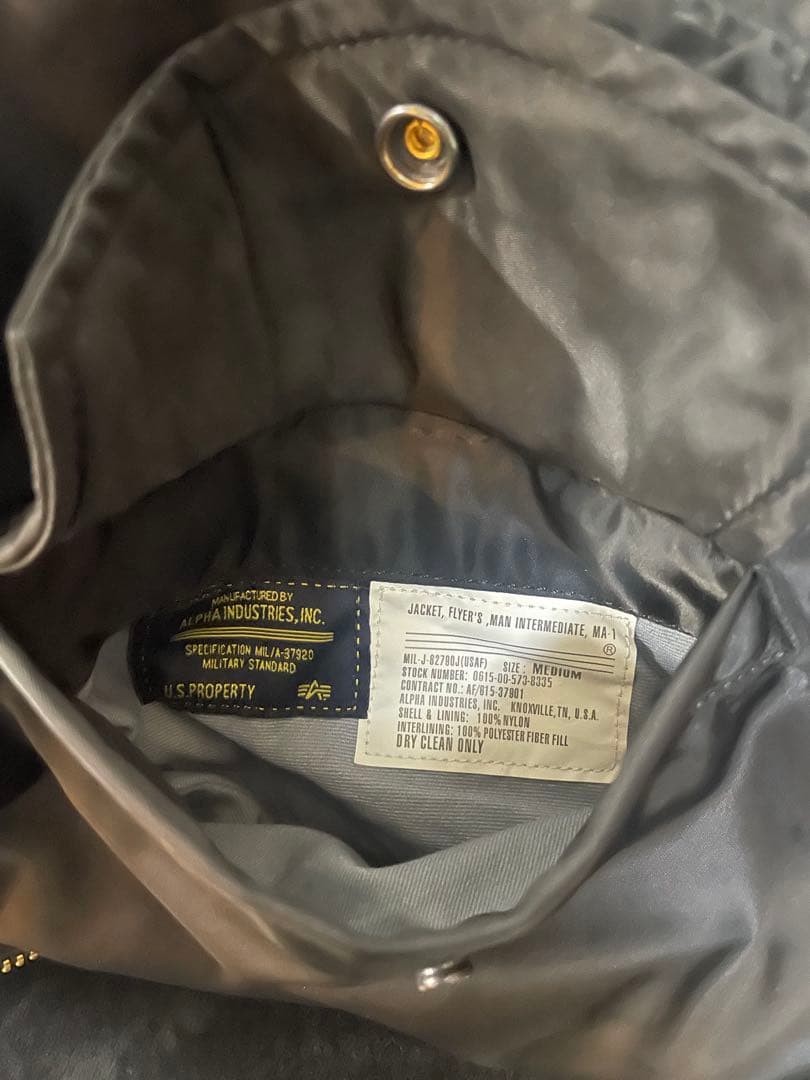 MANUFACTURED BY
ALPHA INDUSTRIES, INC.
SPECIFICATION MIL/A-37920
MILITARY STANDARD
U.S.PROPERTY
JACKET, FLYER'S ,MAN INTERMEDIATE, MA-1
®
MIL-J-82790J(USAF) SIZE : MEDIUM
STOCK NUMBER: 0615-00-573-8335
CONTRACT NO.: AE/615-37901
ALPHA INDUSTRIES, INC. KNOXVILLE, TN, U.S.A.
SHELL & LINING: 100% NYLON
INTERLINING: 100% POLYESTER FIBER FILL
DRY CLEAN ONLY